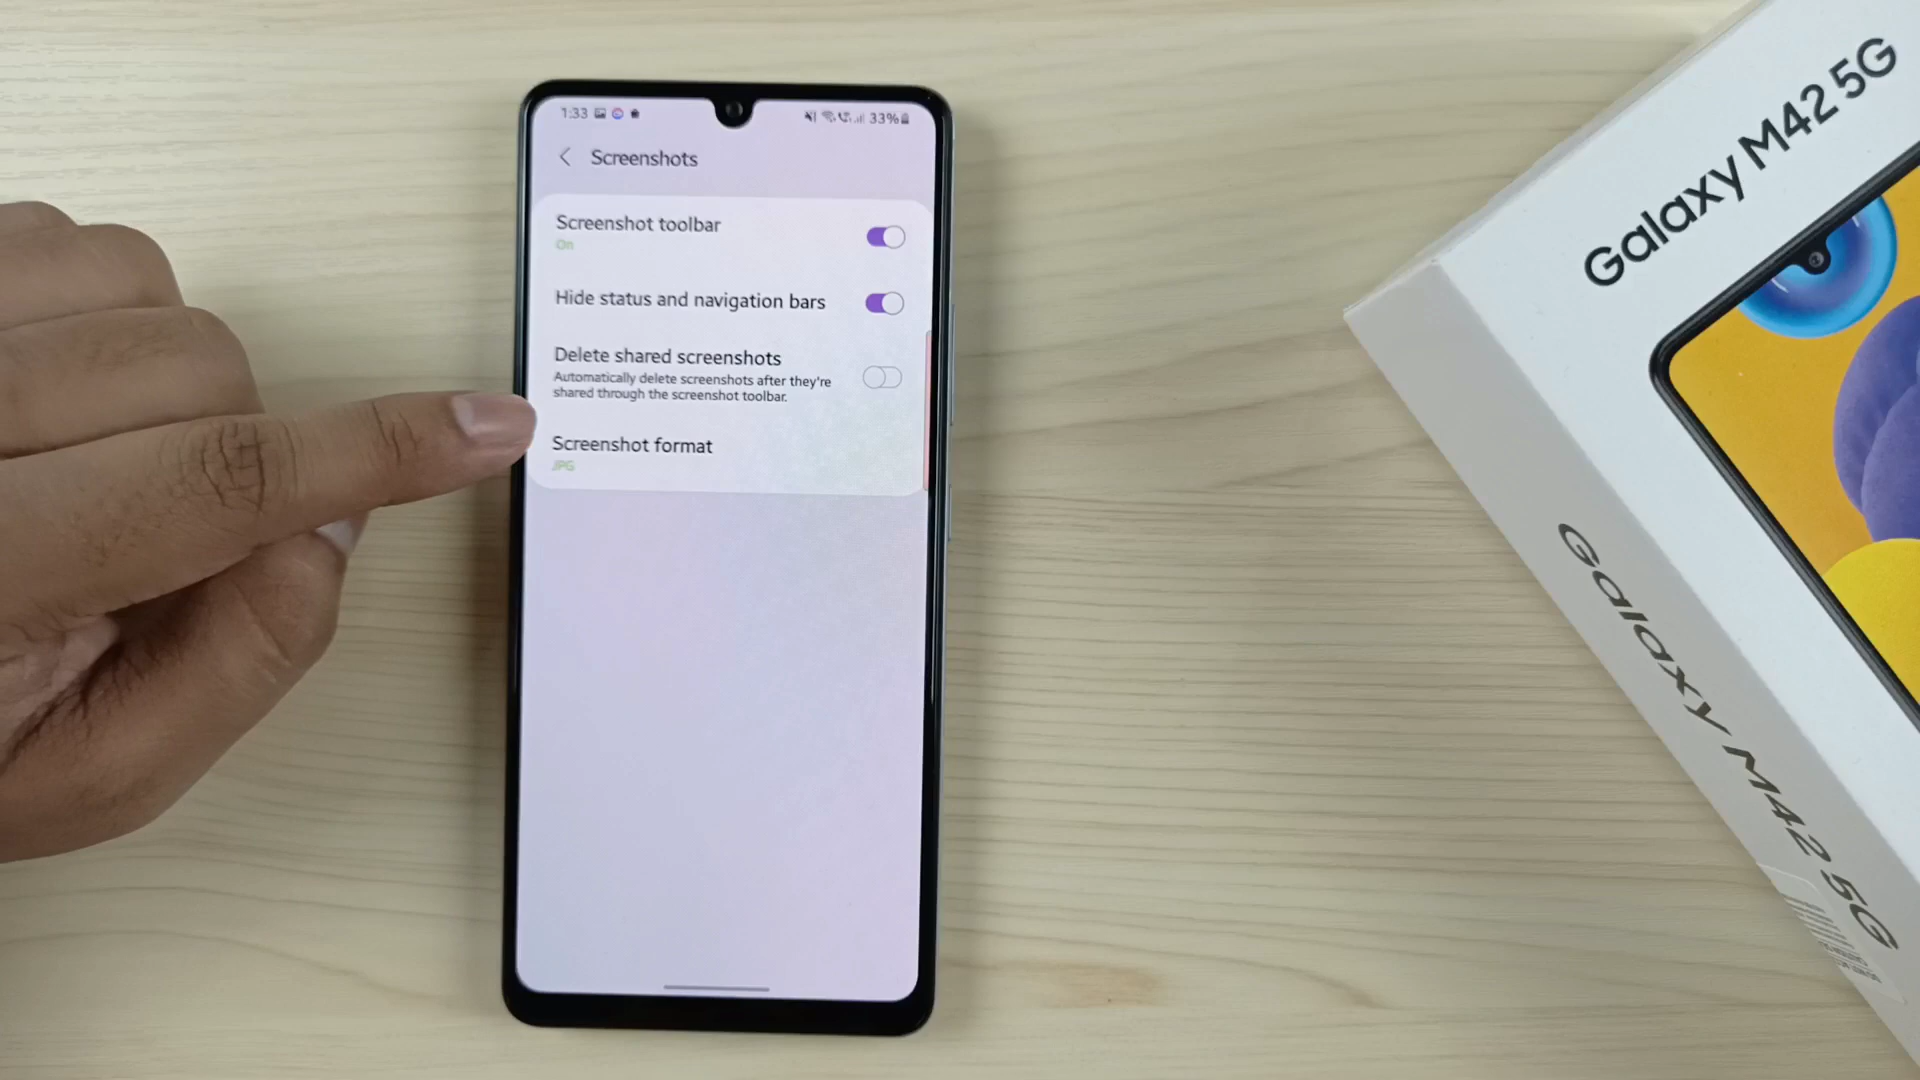 1:33
33%
Screenshots
Screenshot toolbar
On
Hide status and navigation bars
Delete shared screenshots
Automatically delete screenshots after they're
shared through the screenshot toolbar.
Screenshot format
JPG
Galaxy M42 5G
Galaxy M42 5G